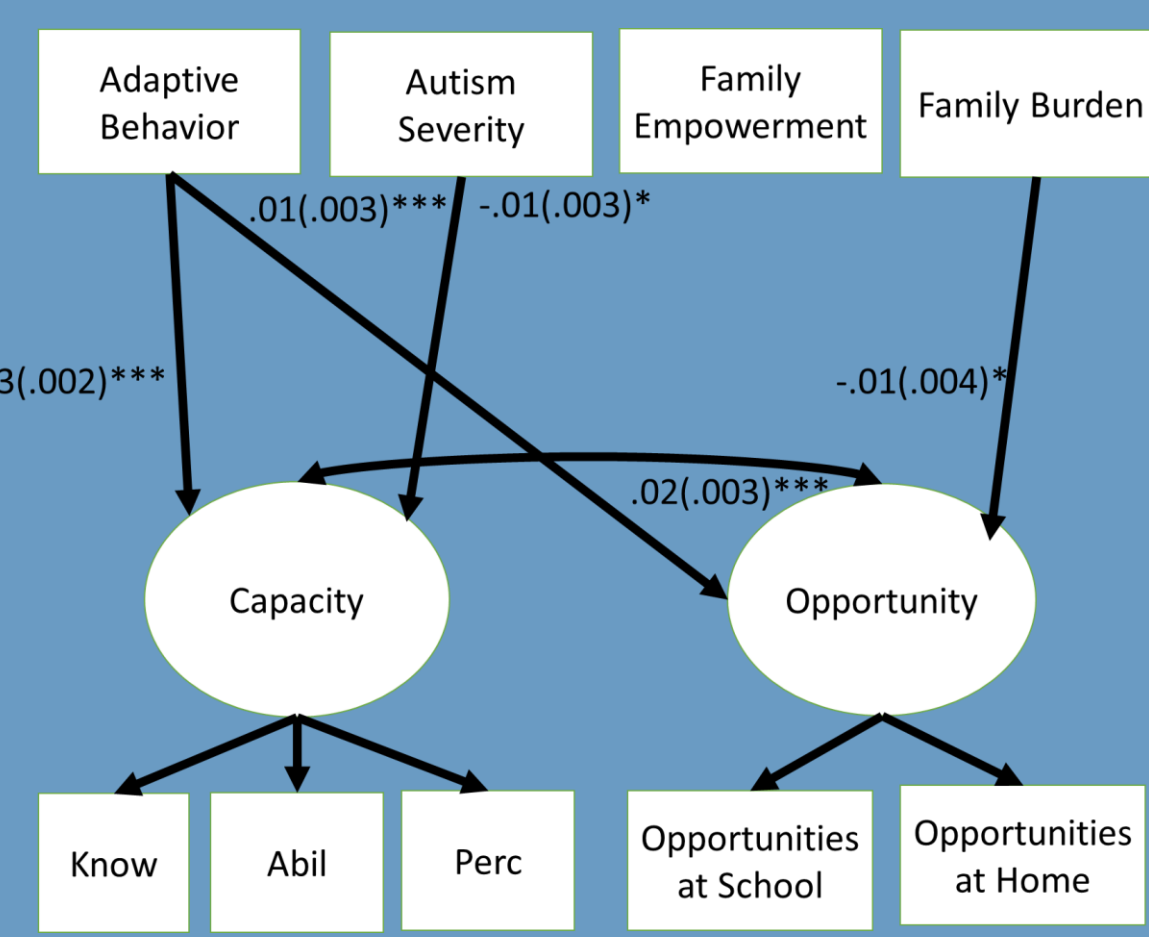 Adaptive
Behavior
Autism
Severity
Family
Empowerment
Family Burden
.01(.003)***
-.01(.003)*
3(.002)***
-.01(.004)*
.02(.003)***
Capacity
Opportunity
Know
Abil
Perc
Opportunities
at School
Opportunities
at Home